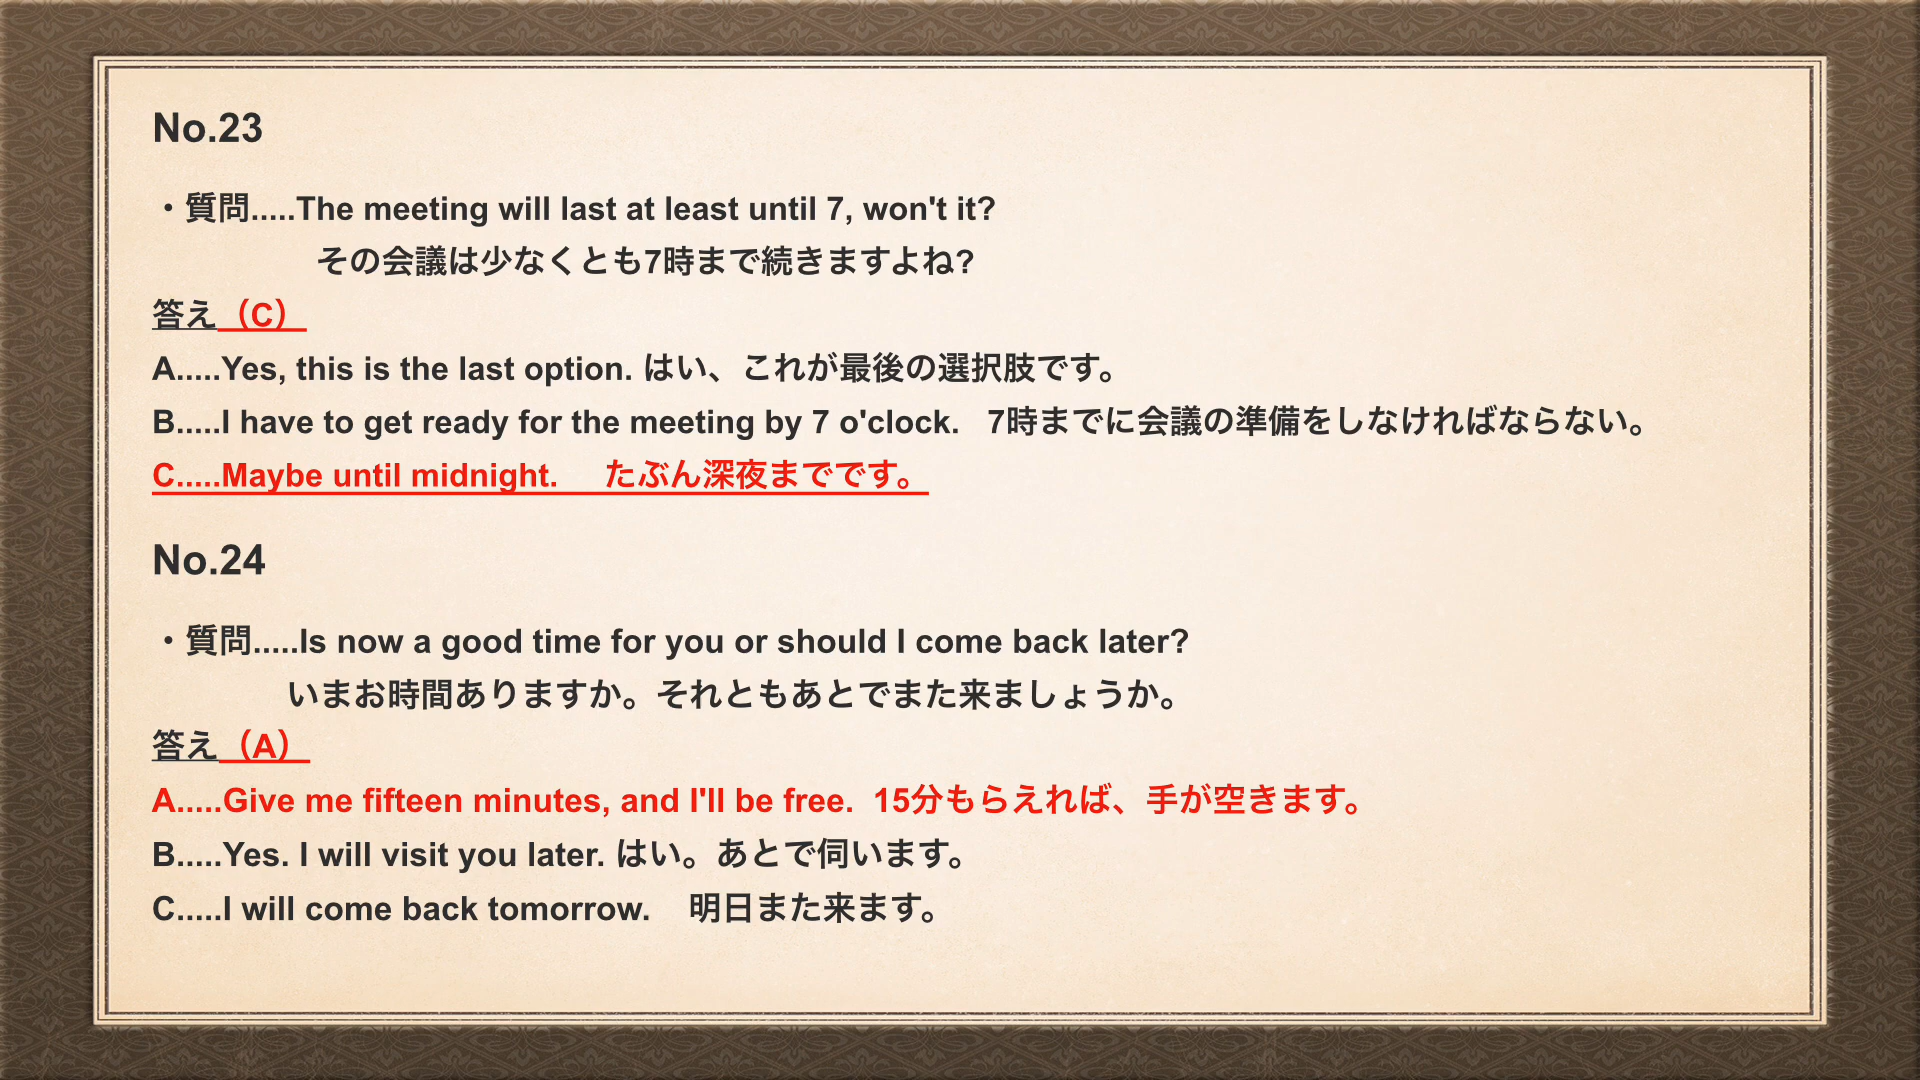 No.23
・質問.....The meeting will last at least until 7, won't it?
その会議は少なくとも7時まで続きますよね?
答え（C）
A.....Yes, this is the last option. はい、これが最後の選択肢です。
B.....I have to get ready for the meeting by 7 o'clock. 7時までに会議の準備をしなければならない。
C.....Maybe until midnight. たぶん深夜までです。
No.24
・質問.....Is now a good time for you or should I come back later?
いまお時間ありますか。それともあとでまた来ましょうか。
答え（A）
A.....Give me fifteen minutes, and I'll be free. 15分もらえれば、手が空きます。
B.....Yes. I will visit you later. はい。あとで伺います。
C.....I will come back tomorrow. 明日また来ます。